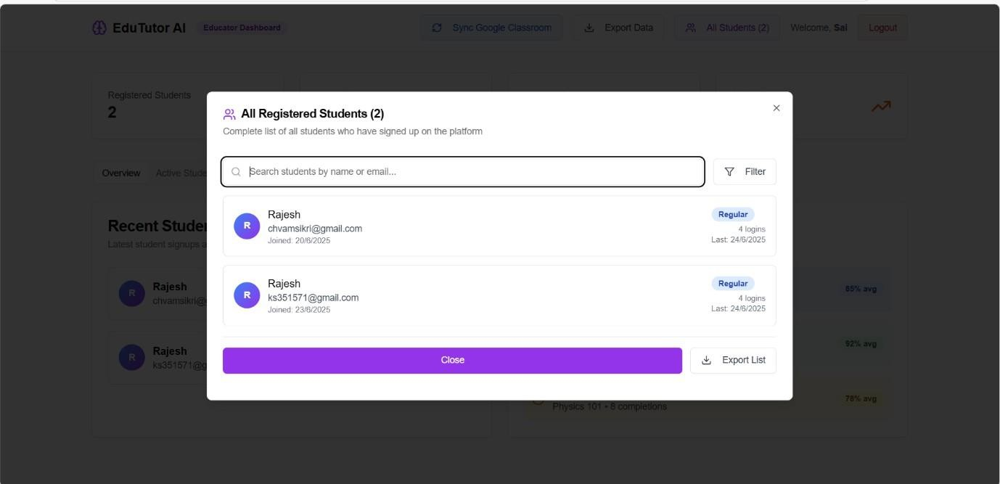 EduTutor AI Educator Dashboard Sync Google Classroom Export Data All Students (2) Welcome, Sai Logout
Registered Students
2
All Registered Students (2)
Complete list of all students who have signed up on the platform
Overview Active Stude
Search students by name or email... Filter
Recent Studen
Latest student signups a
R Rajesh
chvamsikri@gmail.com
Joined: 20/6/2025
Regular
4 logins
Last: 24/6/2025
R Rajesh
ks351571@gmail.com
Joined: 23/6/2025
Regular
4 logins
Last: 24/6/2025
R Rajesh
chvamsikri@g
R Rajesh
ks351571@g
85% avg
92% avg
78% avg
Physics 101 • 8 completions
Close Export List